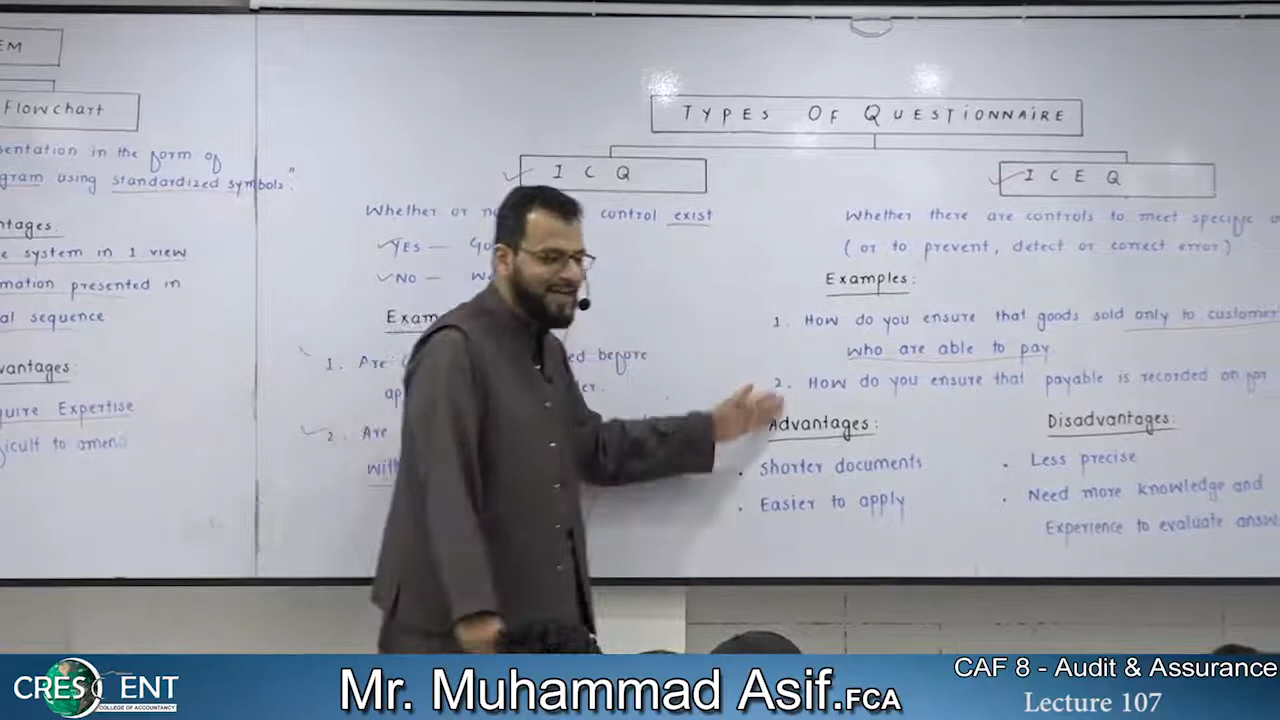 EM
Flowchart
sentation in the form of
gram using standardized symbols."
ntages:
e system in 1 view
mation presented in
al sequence
vantages:
quire Expertise
ficult to amend
TYPES OF QUESTIONNAIRE
I C Q
Whether or control exist
YES —
NO —
Exam
1. Are ed before
2. Are
with
I C E Q
Whether there are controls to meet specific
(or to prevent, detect or correct error)
Examples:
1. How do you ensure that goods sold only to customer
who are able to pay
2. How do you ensure that payable is recorded on
Advantages:
• Shorter documents
• Easier to apply
Disadvantages:
• Less precise
• Need more knowledge and
Experience to evaluate answ
CRESCENT
COLLEGE OF ACCOUNTANCY
Mr. Muhammad Asif.FCA
CAF 8 - Audit & Assurance
Lecture 107